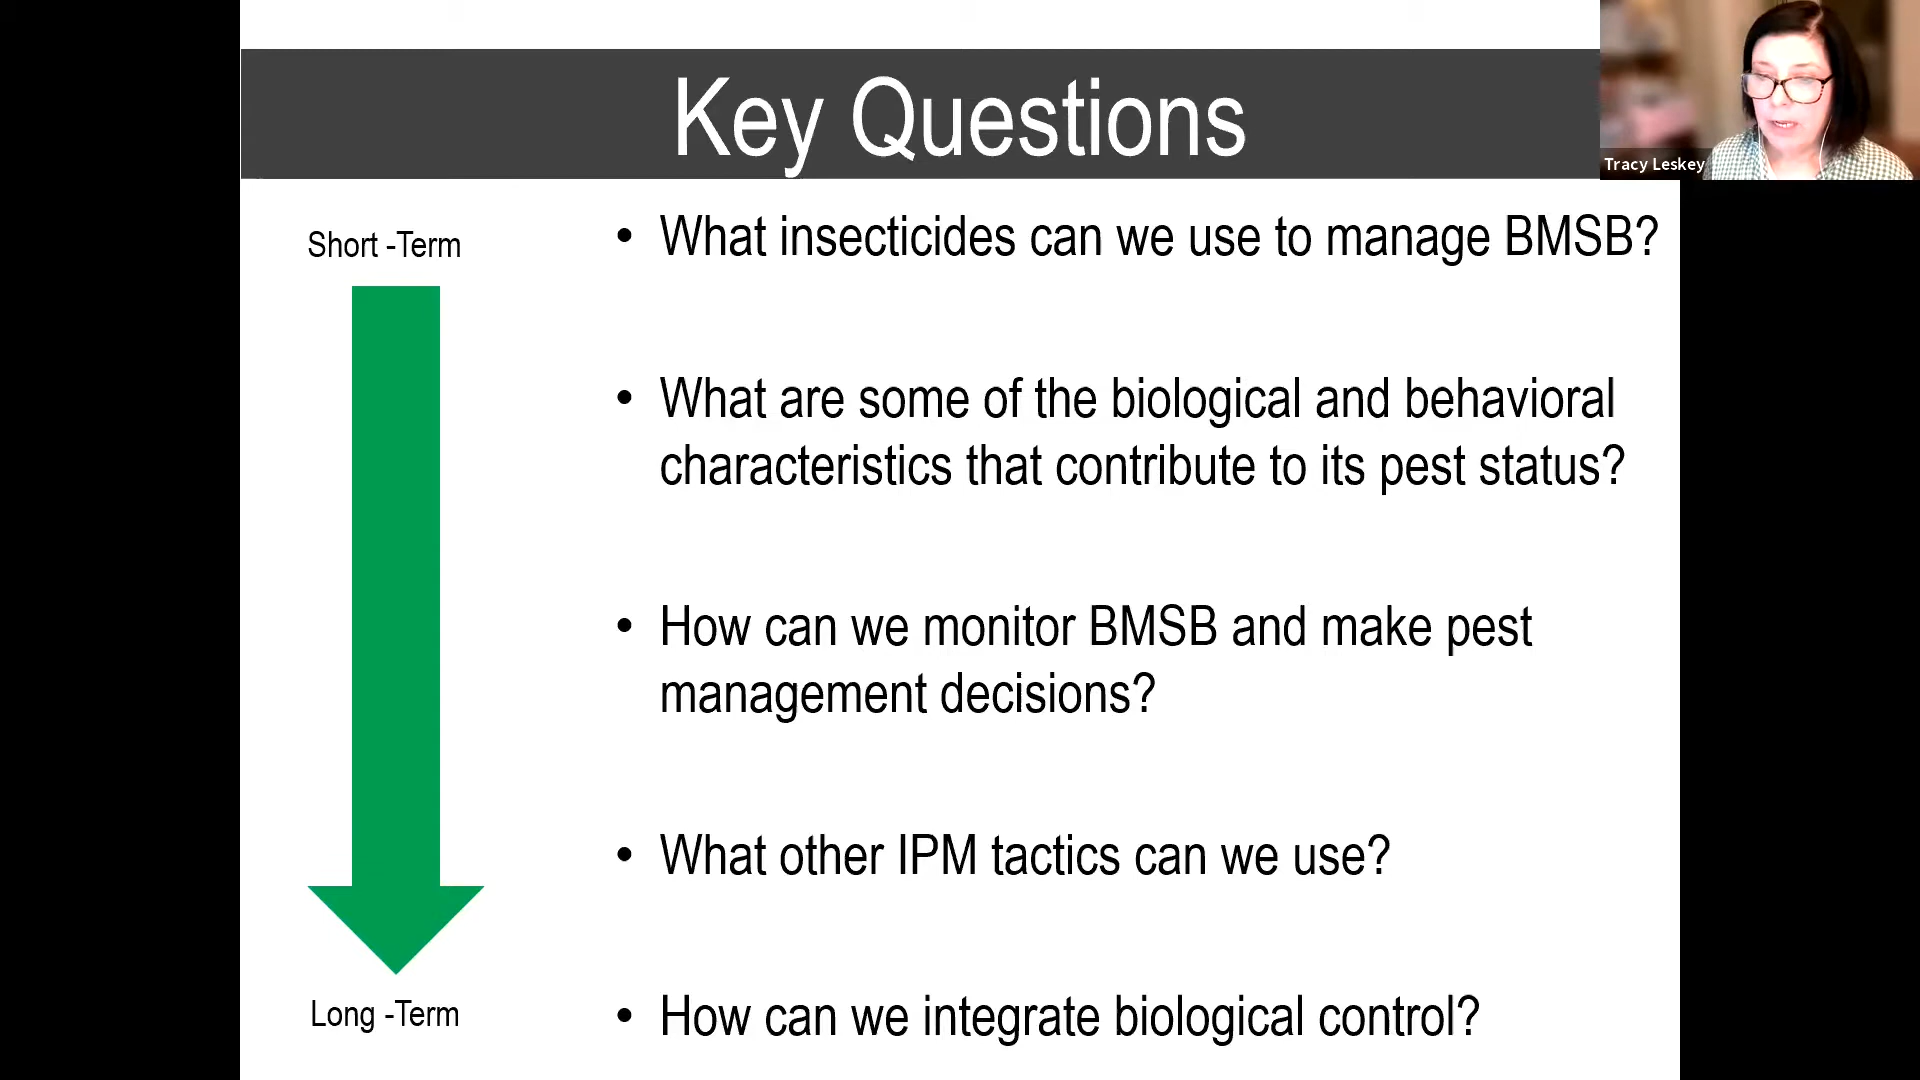 Key Questions
Tracy Leskey
Short -Term
• What insecticides can we use to manage BMSB?
• What are some of the biological and behavioral
characteristics that contribute to its pest status?
• How can we monitor BMSB and make pest
management decisions?
• What other IPM tactics can we use?
Long -Term
• How can we integrate biological control?